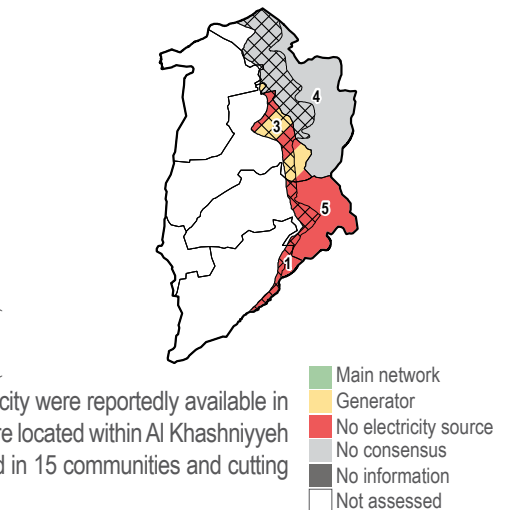 4
3
5
1
Main network
Generator
No electricity source
No consensus
No information
Not assessed
city were reportedly available in
re located within Al Khashniyyeh
d in 15 communities and cutting